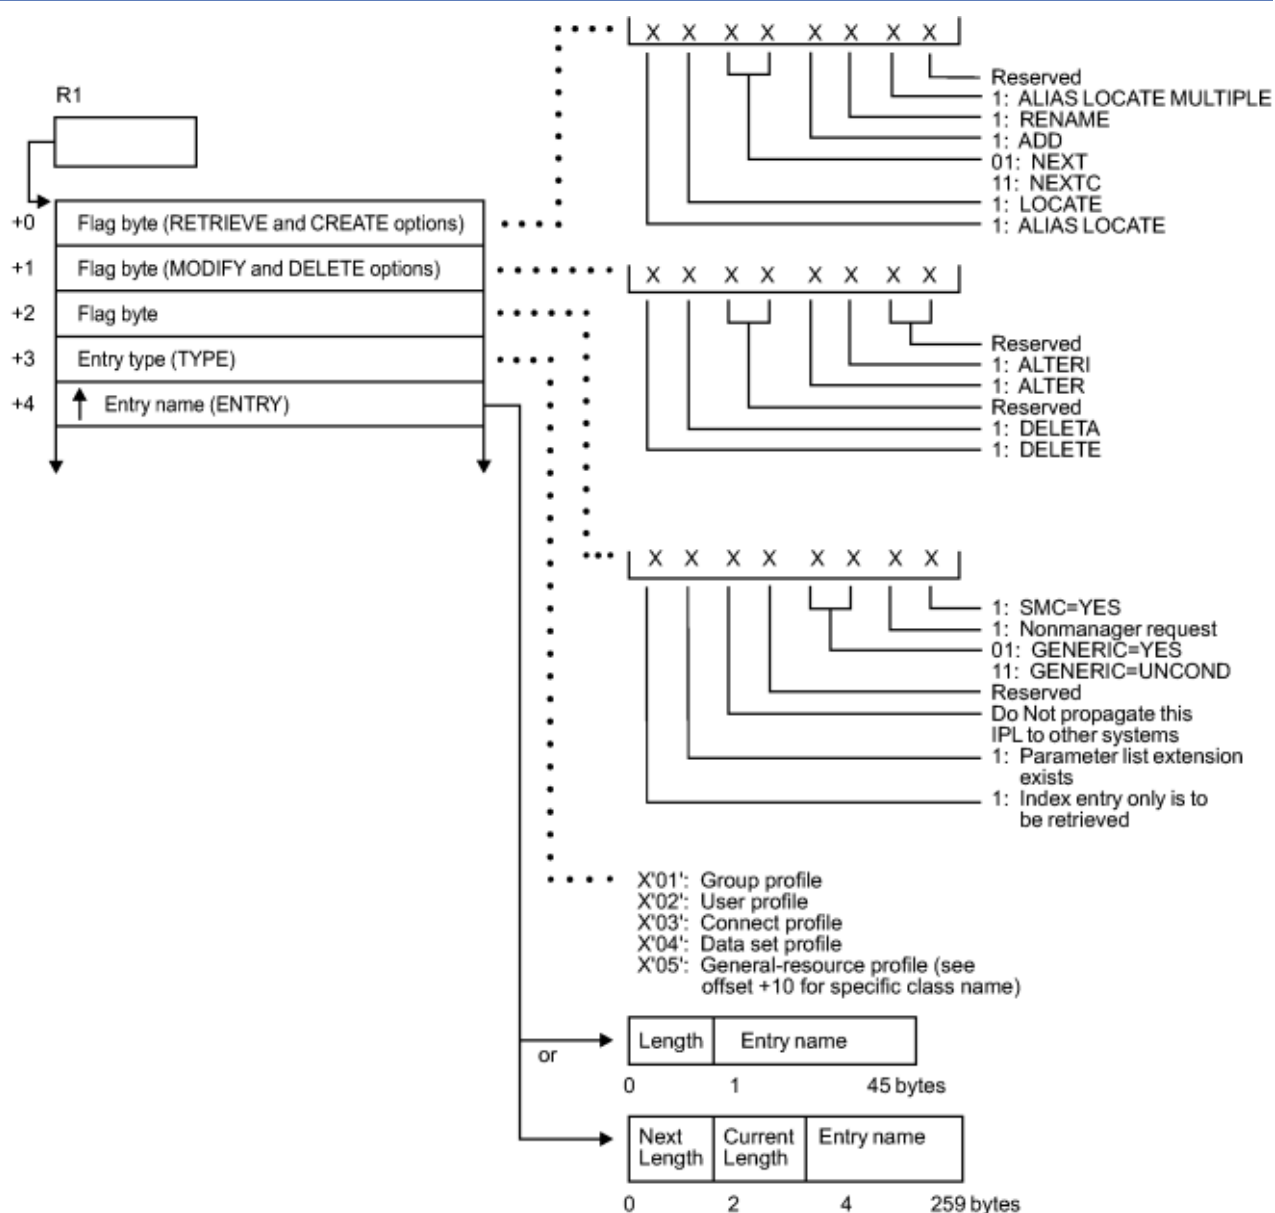 X X X X X X X X
Reserved
1: ALIAS LOCATE MULTIPLE
1: RENAME
1: ADD
01: NEXT
11: NEXTC
1: LOCATE
1: ALIAS LOCATE
R1
+0 Flag byte (RETRIEVE and CREATE options)
+1 Flag byte (MODIFY and DELETE options)
+2 Flag byte
+3 Entry type (TYPE)
+4 Entry name (ENTRY)
X X X X X X X X
Reserved
1: ALTERI
1: ALTER
Reserved
1: DELETA
1: DELETE
X X X X X X X X
1: SMC=YES
1: Nonmanager request
01: GENERIC=YES
11: GENERIC=UNCOND
Reserved
Do Not propagate this
IPL to other systems
1: Parameter list extension
exists
1: Index entry only is to
be retrieved
X'01': Group profile
X'02': User profile
X'03': Connect profile
X'04': Data set profile
X'05': General-resource profile (see
offset +10 for specific class name)
or
Length Entry name
0 1 45 bytes
Next Current Entry name
Length Length
0 2 4 259 bytes